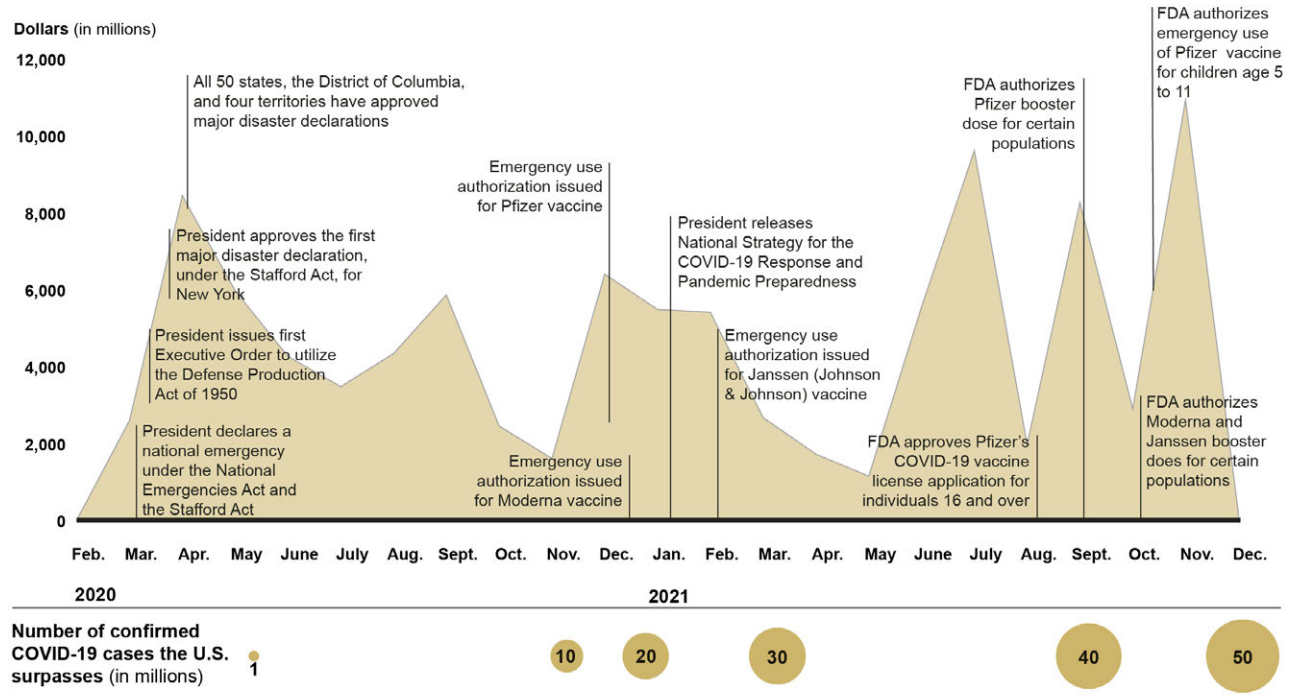 Dollars (in millions)
12,000
10,000
8,000
6,000
4,000
2,000
0
All 50 states, the District of Columbia,
and four territories have approved
major disaster declarations
President approves the first
major disaster declaration,
under the Stafford Act, for
New York
President issues first
Executive Order to utilize
the Defense Production
Act of 1950
President declares a
national emergency
under the National
Emergencies Act and
the Stafford Act
Emergency use
authorization issued
for Pfizer vaccine
Emergency use
authorization issued
for Moderna vaccine
President releases
National Strategy for the
COVID-19 Response and
Pandemic Preparedness
Emergency use
authorization issued
for Janssen (Johnson
& Johnson) vaccine
FDA approves Pfizer's
COVID-19 vaccine
license application for
individuals 16 and over
FDA authorizes
Pfizer booster
dose for certain
populations
FDA authorizes
Moderna and
Janssen booster
does for certain
populations
FDA authorizes
emergency use
of Pfizer vaccine
for children age 5
to 11
Feb. Mar. Apr. May June July Aug. Sept. Oct. Nov. Dec. Jan. Feb. Mar. Apr. May June July Aug. Sept. Oct. Nov. Dec.
2020 2021
Number of confirmed
COVID-19 cases the U.S.
surpasses (in millions)
1 10 20 30 40 50